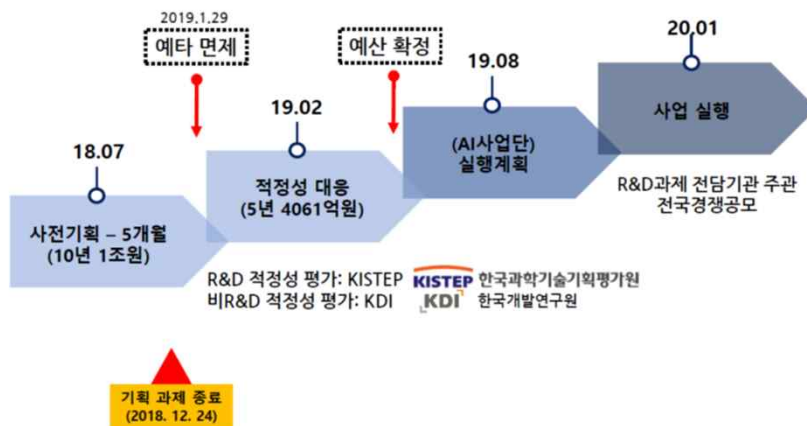 2019.1.29
예타 면제
예산 확정
20.01
19.08
19.02
18.07
사전기획 – 5개월
(10년 1조원)
적정성 대응
(5년 4061억원)
(AI사업단)
실행계획
사업 실행
R&D과제 전담기관 주관
전국경쟁공모
R&D 적정성 평가: KISTEP
KISTEP 한국과학기술기획평가원
비R&D 적정성 평가: KDI
KDI 한국개발연구원
기획 과제 종료
(2018. 12. 24)